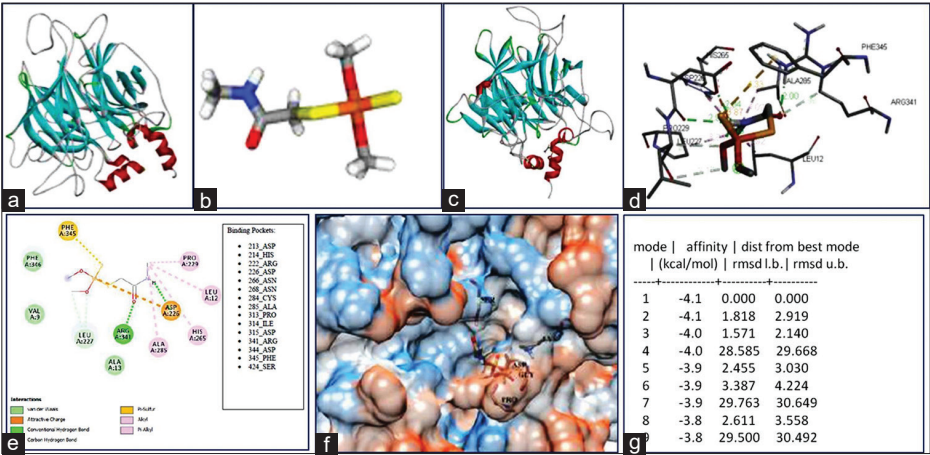 a
b
c
d
PHE345
ALA285
ARG341
PRO229
LEU227
LEU12
2.00
e
PHE
A:345
PHE
A:346
VAL
A:9
LEU
A:227
ALA
A:13
ARG
A:341
ALA
A:285
ASP
A:226
HIS
A:265
LEU
A:12
PRO
A:229
Interactions
van der Waals
Attractive Charge
Conventional Hydrogen Bond
Carbon Hydrogen Bond
Pi-Sulfur
Alkyl
Pi-Alkyl
Binding Pockets:
• 213_ASP
• 214_HIS
• 222_ARG
• 226_ASP
• 266_ASN
• 268_ASN
• 284_CYS
• 285_ALA
• 313_PRO
• 314_ILE
• 315_ASP
• 341_ARG
• 344_ASP
• 345_PHE
• 424_SER
f
ASP
GLY
PRO
g
mode | affinity | dist from best mode
| (kcal/mol) | rmsd l.b.| rmsd u.b.
-----+------------+----------+----------
1 -4.1 0.000 0.000
2 -4.1 1.818 2.919
3 -4.0 1.571 2.140
4 -4.0 28.585 29.668
5 -3.9 2.455 3.030
6 -3.9 3.387 4.224
7 -3.9 29.763 30.649
8 -3.8 2.611 3.558
-3.8 29.500 30.492